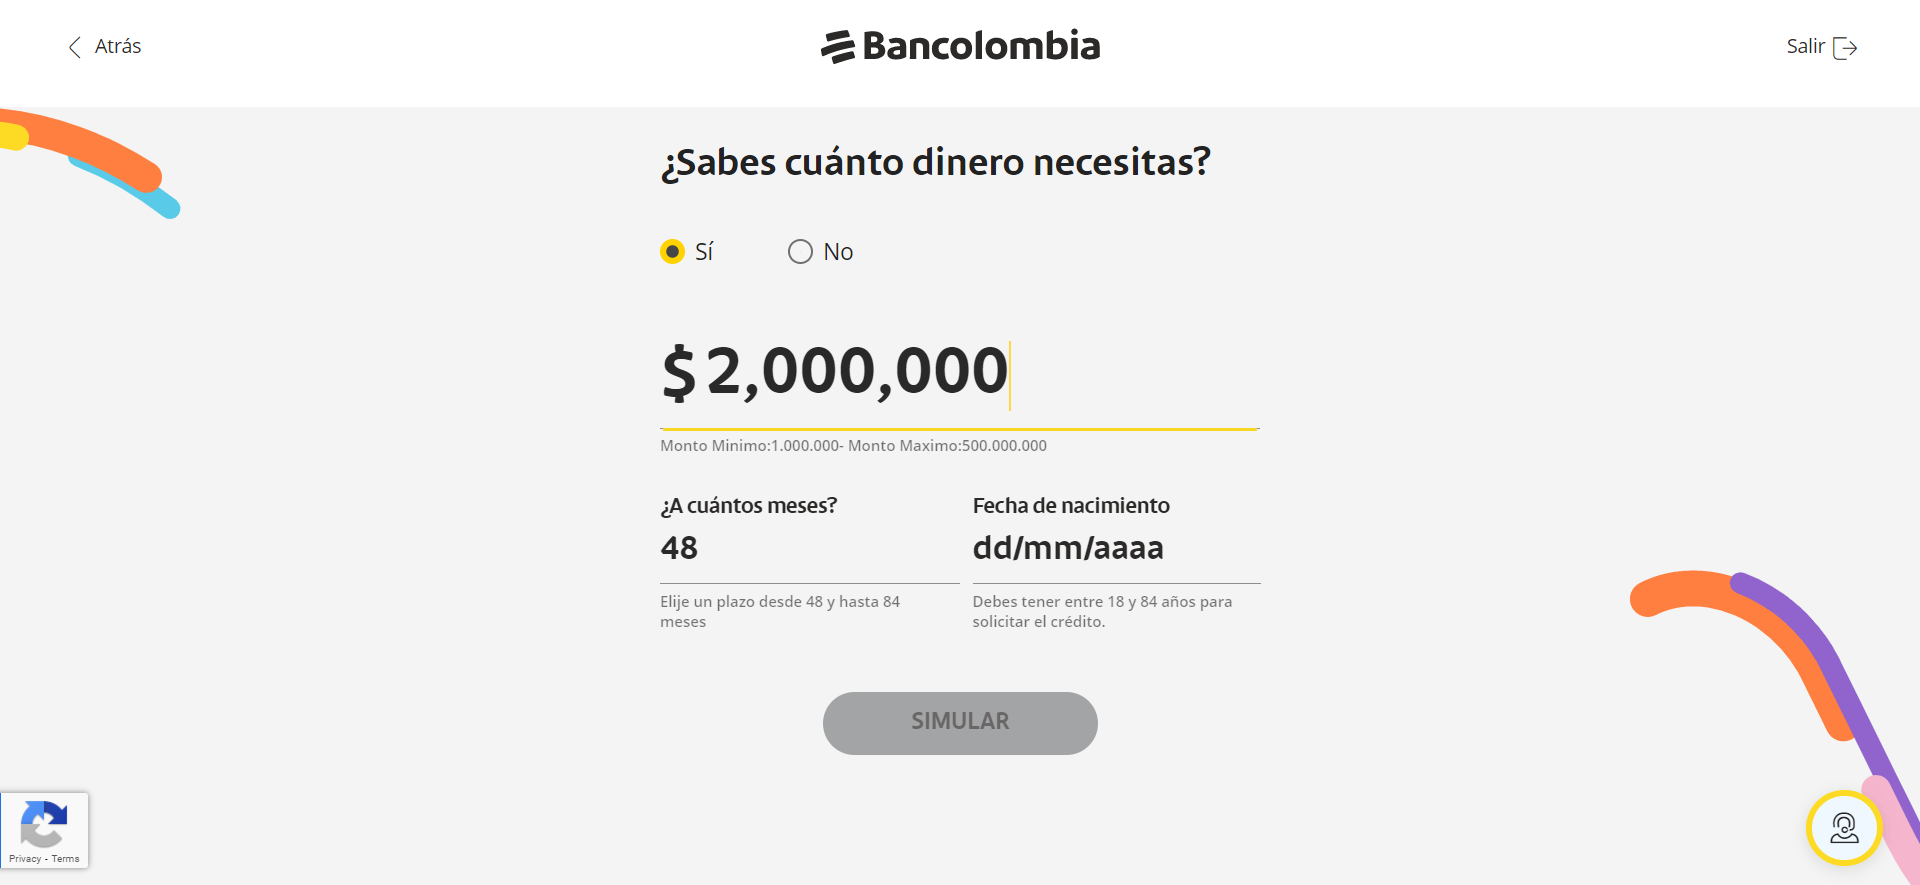 Atrás
Bancolombia
Salir
¿Sabes cuánto dinero necesitas?
Sí
No
$ 2,000,000
Monto Minimo:1.000.000- Monto Maximo:500.000.000
¿A cuántos meses?
48
Elije un plazo desde 48 y hasta 84
meses
Fecha de nacimiento
dd/mm/aaaa
Debes tener entre 18 y 84 años para
solicitar el crédito.
SIMULAR
Privacy - Terms